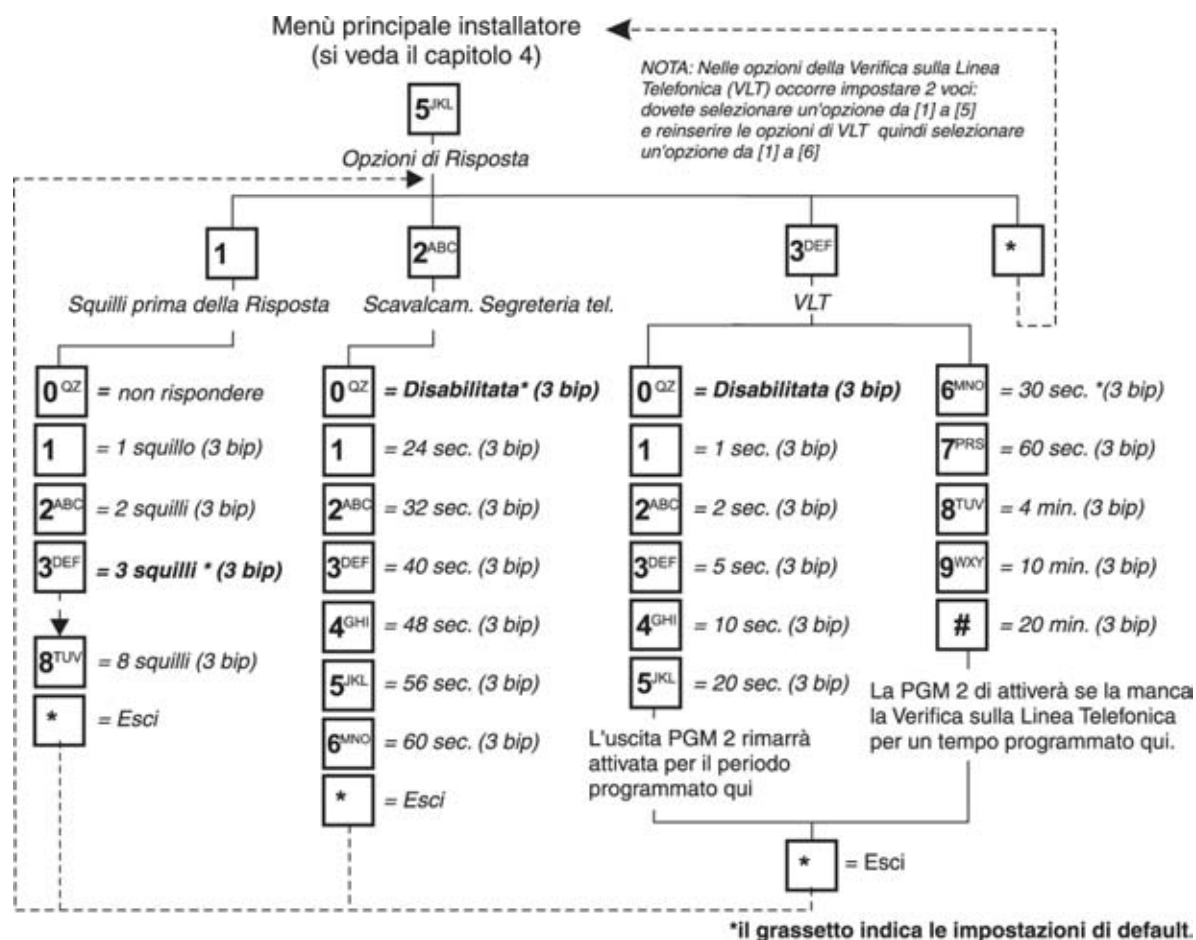 Menù principale installatore
(si veda il capitolo 4)
NOTA: Nelle opzioni della Verifica sulla Linea
Telefonica (VLT) occorre impostare 2 voci:
dovete selezionare un'opzione da [1] a [5]
e reinserire le opzioni di VLT quindi selezionare
un'opzione da [1] a [6]
5JKL
Opzioni di Risposta
1
Squilli prima della Risposta
2ABC
Scavalcam. Segreteria tel.
3DEF
VLT
*
0QZ = non rispondere
1 = 1 squillo (3 bip)
2ABC = 2 squilli (3 bip)
3DEF = 3 squilli * (3 bip)
8TUV = 8 squilli (3 bip)
* = Esci
0QZ = Disabilitata* (3 bip)
1 = 24 sec. (3 bip)
2ABC = 32 sec. (3 bip)
3DEF = 40 sec. (3 bip)
4GHI = 48 sec. (3 bip)
5JKL = 56 sec. (3 bip)
6MNO = 60 sec. (3 bip)
* = Esci
0QZ = Disabilitata (3 bip)
1 = 1 sec. (3 bip)
2ABC = 2 sec. (3 bip)
3DEF = 5 sec. (3 bip)
4GHI = 10 sec. (3 bip)
5JKL = 20 sec. (3 bip)
L'uscita PGM 2 rimarrà
attivata per il periodo
programmato qui
6MNO = 30 sec. *(3 bip)
7PRS = 60 sec. (3 bip)
8TUV = 4 min. (3 bip)
9WXY = 10 min. (3 bip)
# = 20 min. (3 bip)
La PGM 2 di attiverà se la manca
la Verifica sulla Linea Telefonica
per un tempo programmato qui.
* = Esci
*il grassetto indica le impostazioni di default.